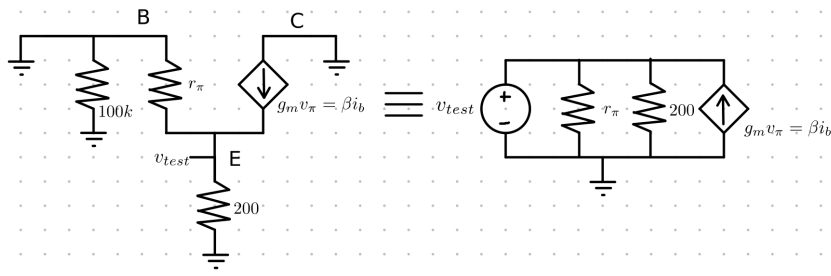 B
C
r_π
100k
g_m v_π = βi_b
v_test
E
200
v_test
+
−
r_π
200
g_m v_π = βi_b